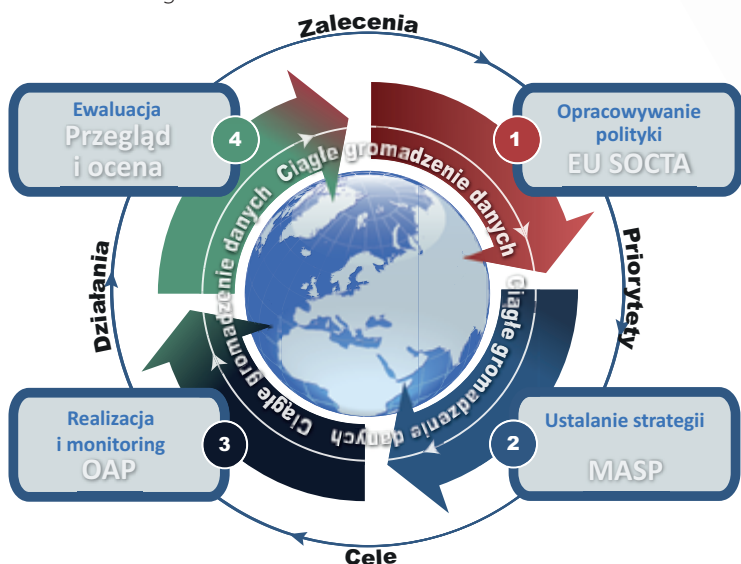 Zalecenia
Ewaluacja
Przegląd
i ocena
4
1
Opracowywanie
polityki
EU SOCTA
Ciągłe gromadzenie danych
Ciągłe gromadzenie danych
Działania
Priorytety
Ciągłe gromadzenie danych
Ciągłe gromadzenie danych
Realizacja
i monitoring
OAP
3
2
Ustalanie strategii
MASP
Cele